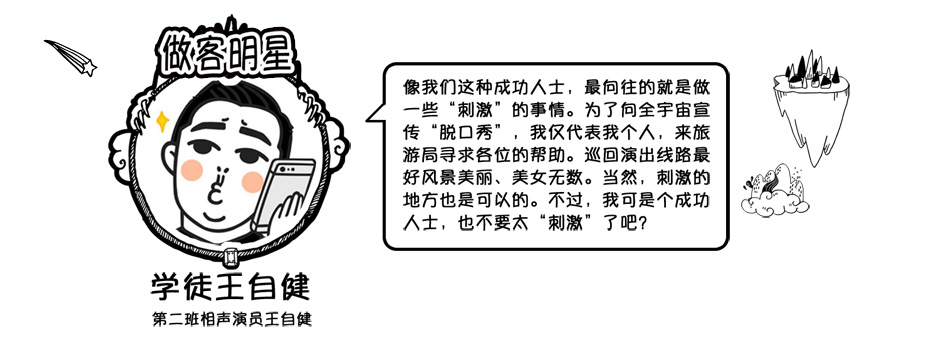 做客明星
像我们这种成功人士，最向往的就是做
一些“刺激”的事情。为了向全宇宙宣
传“脱口秀”，我仅代表我个人，来旅
游局寻求各位的帮助。巡回演出线路最
好风景美丽、美女无数。当然，刺激的
地方也是可以的。不过，我可是个成功
人士，也不要太“刺激”了吧？
学徒王自健
第二班相声演员王自健